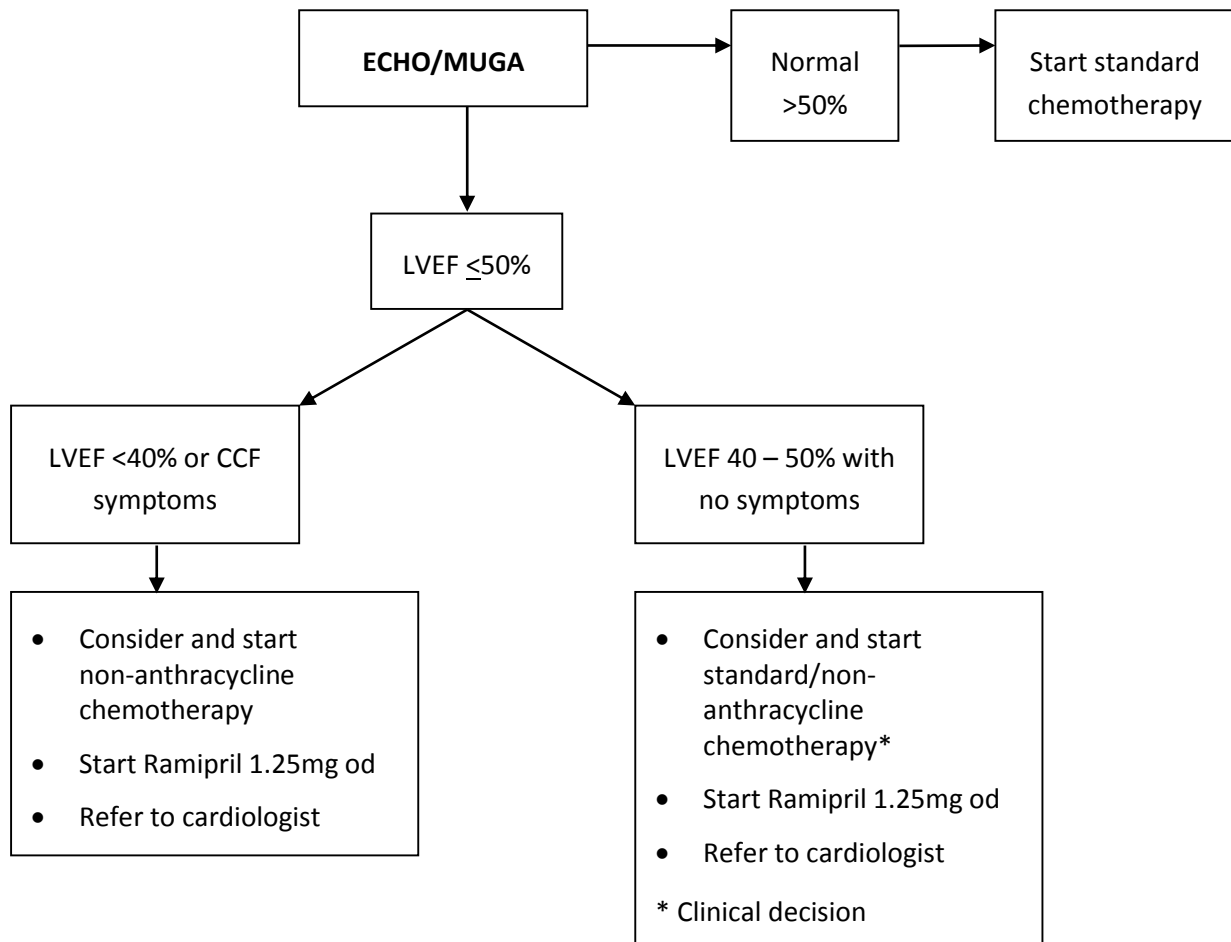 ECHO/MUGA
Normal
>50%
Start standard
chemotherapy
LVEF ≤50%
LVEF <40% or CCF
symptoms
LVEF 40 – 50% with
no symptoms
• Consider and start
non-anthracycline
chemotherapy
• Start Ramipril 1.25mg od
• Refer to cardiologist
• Consider and start
standard/non-
anthracycline
chemotherapy*
• Start Ramipril 1.25mg od
• Refer to cardiologist
* Clinical decision